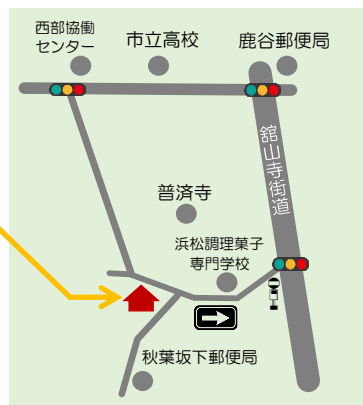 西部協働
センター
市立高校
鹿谷郵便局
舘山寺街道
普済寺
浜松調理菓子
専門学校
秋葉坂下郵便局